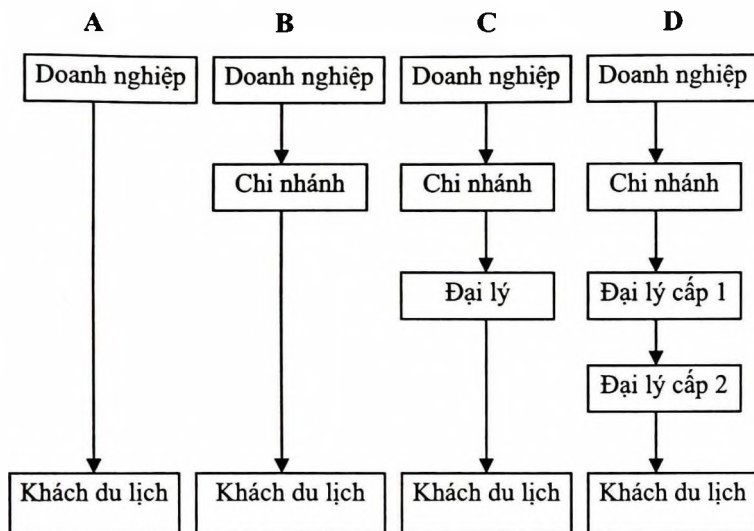 A B C D
Doanh nghiệp Doanh nghiệp Doanh nghiệp Doanh nghiệp
Chi nhánh Chi nhánh Chi nhánh
Đại lý Đại lý cấp 1
Đại lý cấp 2
Khách du lịch Khách du lịch Khách du lịch Khách du lịch